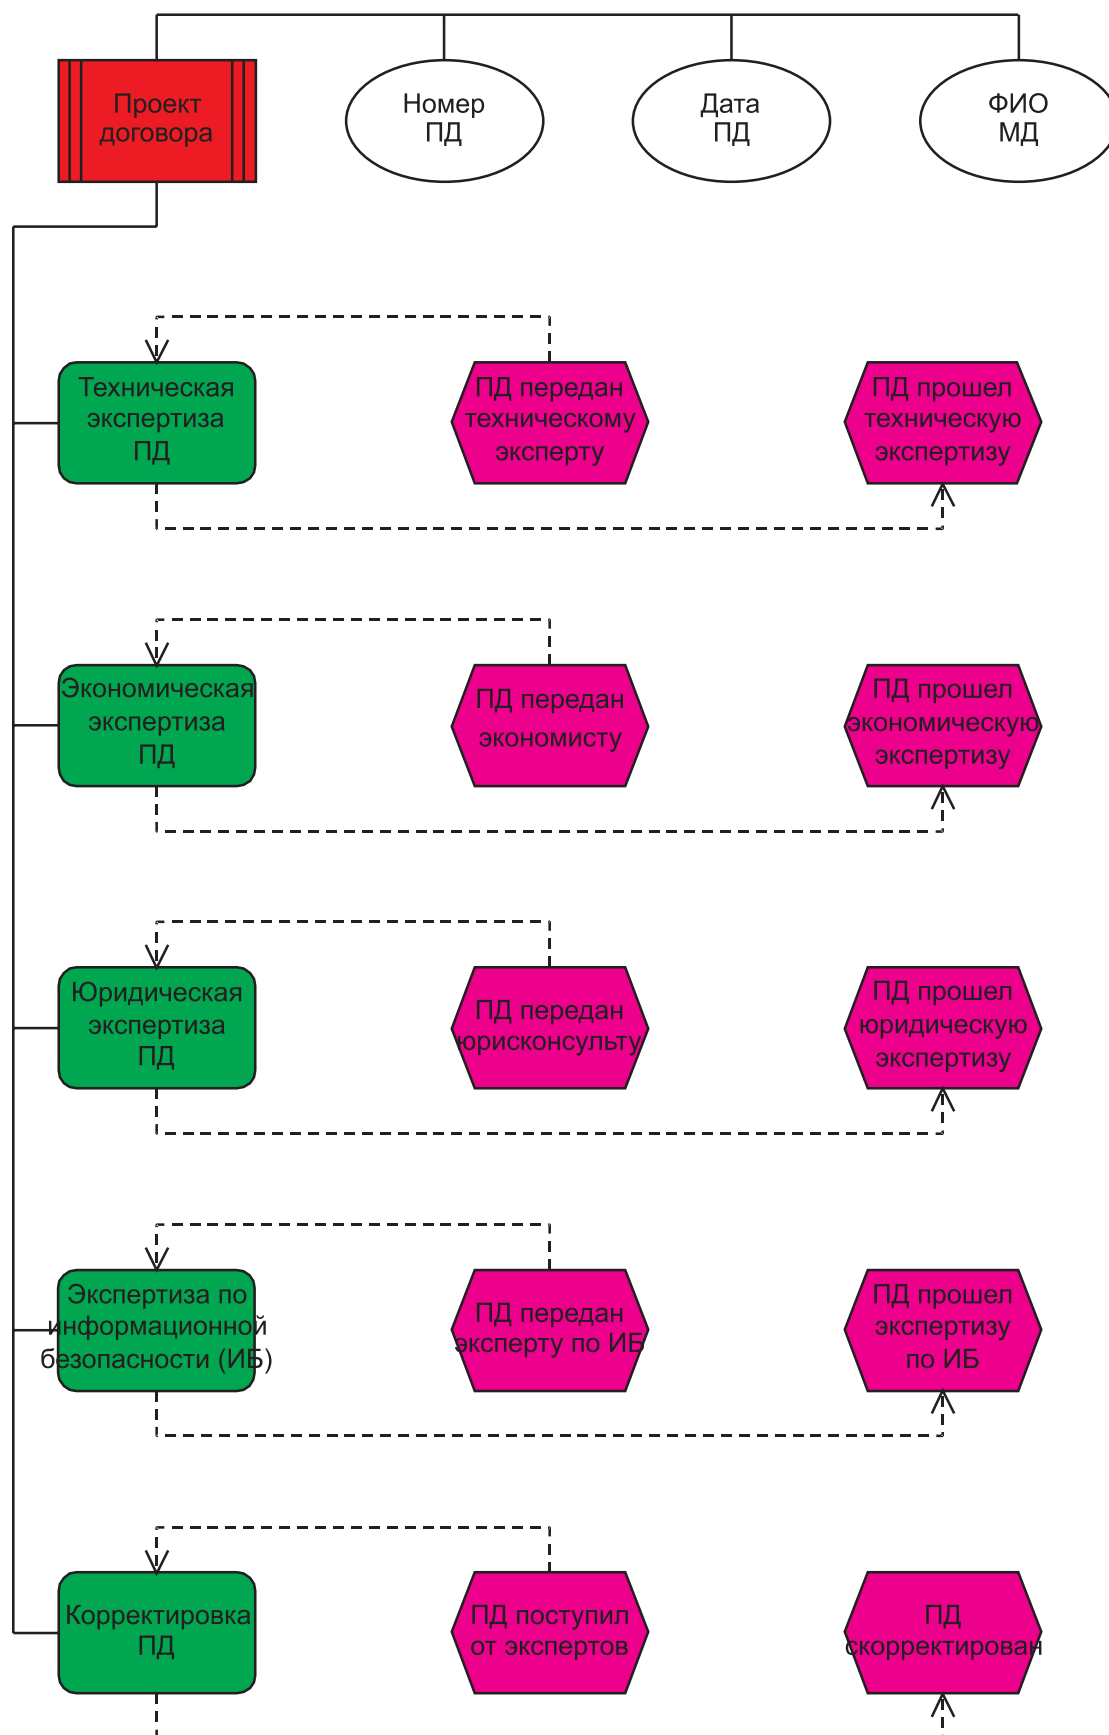 Проект
договора
Номер
ПД
Дата
ПД
ФИО
МД
Техническая
экспертиза
ПД
ПД передан
техническому
эксперту
ПД прошел
техническую
экспертизу
Экономическая
экспертиза
ПД
ПД передан
экономисту
ПД прошел
экономическую
экспертизу
Юридическая
экспертиза
ПД
ПД передан
юрисконсульту
ПД прошел
юридическую
экспертизу
Экспертиза по
информационной
безопасности (ИБ)
ПД передан
эксперту по ИБ
ПД прошел
экспертизу
по ИБ
Корректировка
ПД
ПД поступил
от экспертов
ПД
скорректирован